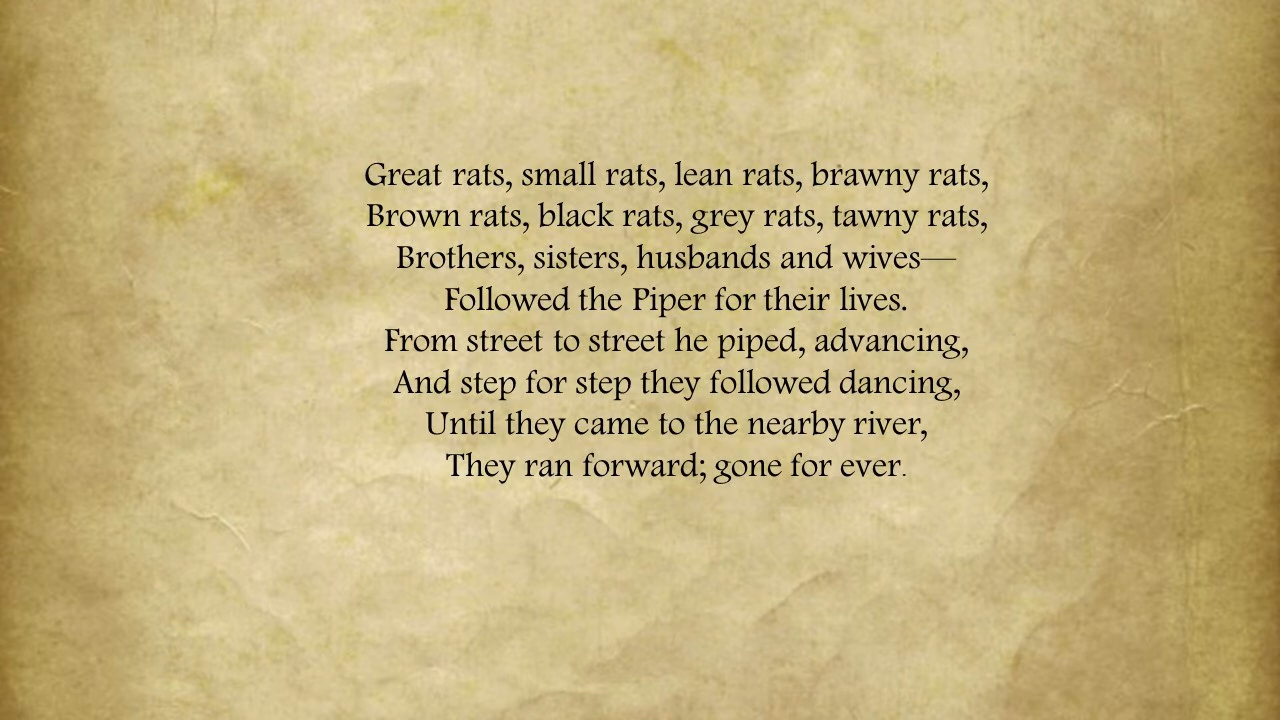 Great rats, small rats, lean rats, brawny rats,
Brown rats, black rats, grey rats, tawny rats,
Brothers, sisters, husbands and wives—
Followed the Piper for their lives.
From street to street he piped, advancing,
And step for step they followed dancing,
Until they came to the nearby river,
They ran forward; gone for ever.